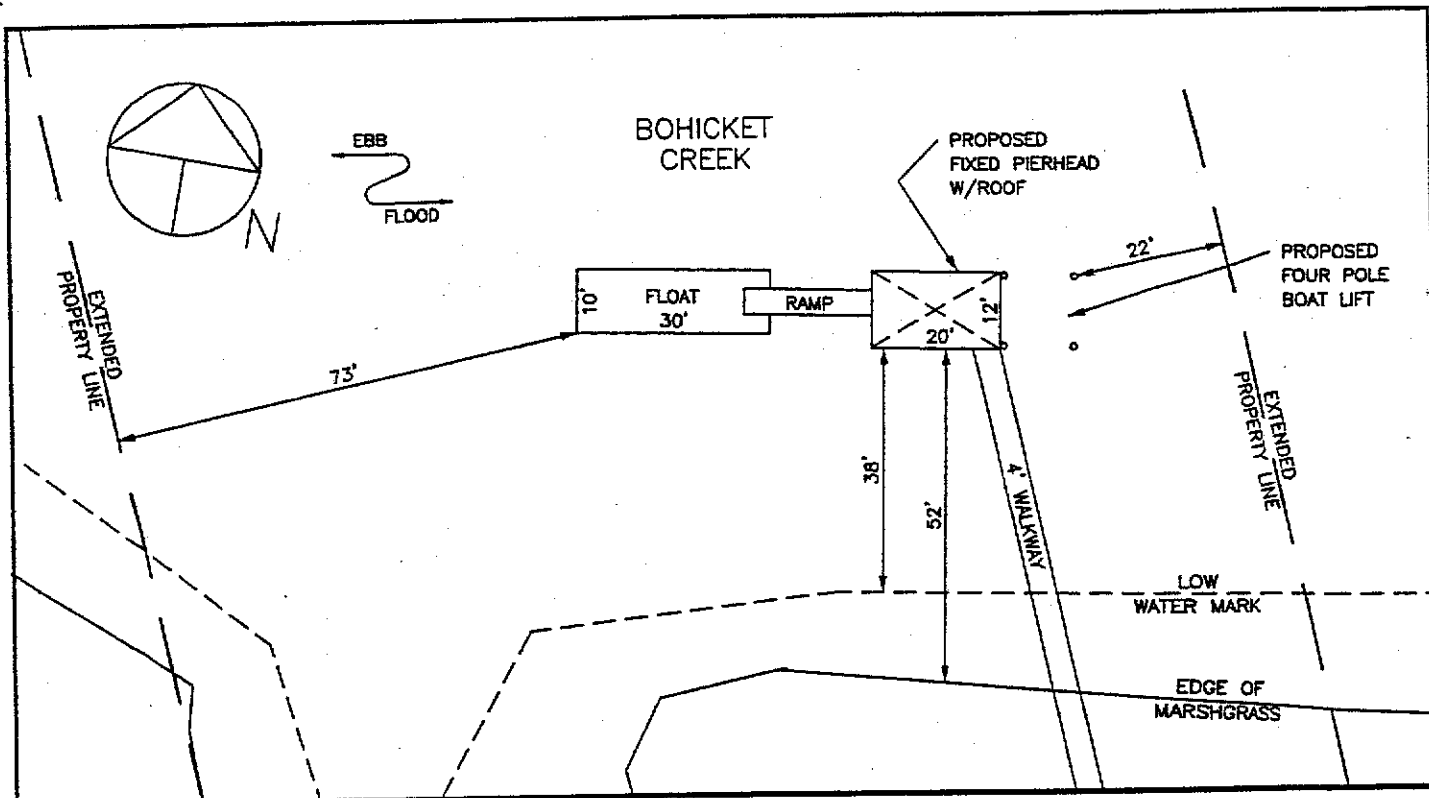 BOHICKET
CREEK
EBB
FLOOD
N
PROPOSED
FIXED PIERHEAD
W/ROOF
22'
PROPOSED
FOUR POLE
BOAT LIFT
EXTENDED
PROPERTY LINE
10'
FLOAT
30'
RAMP
12'
20'
73'
38'
52'
4' WALKWAY
EXTENDED
PROPERTY LINE
LOW
WATER MARK
EDGE OF
MARSHGRASS